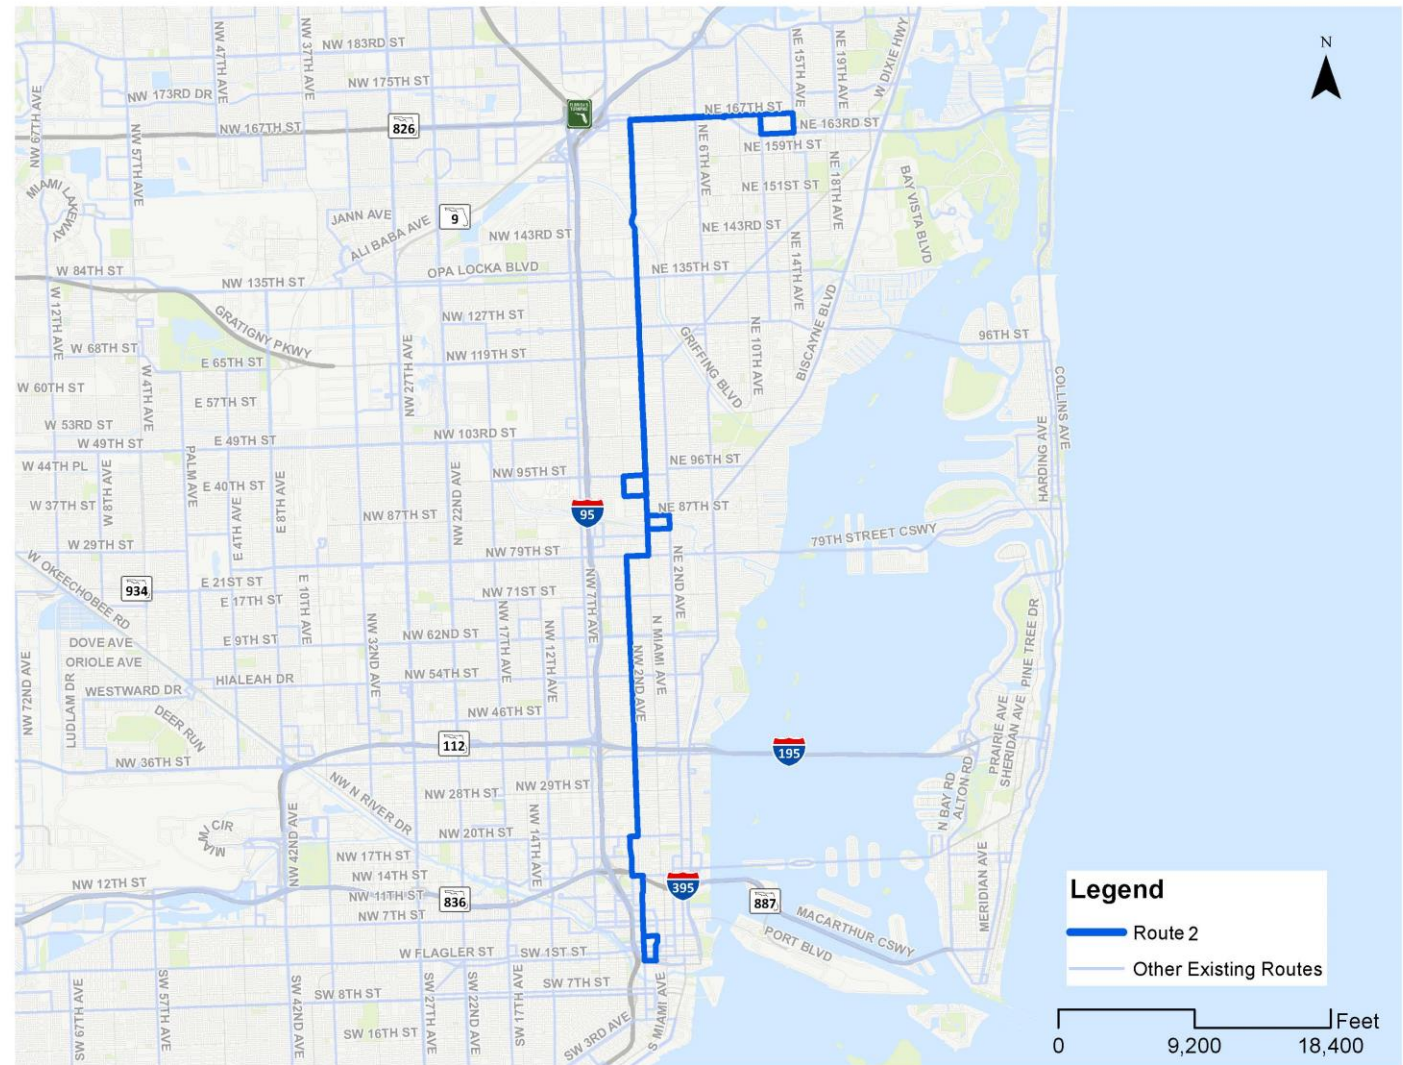 N
NW 183RD ST
NW 47TH AVE
NW 37TH AVE
NE 15TH AVE
NE 19TH AVE
W DIXIE HWY
NW 175TH ST
NW 173RD DR
NW 67TH AVE
NW 57TH AVE
NW 167TH ST
826
NE 167TH ST
NE 163RD ST
NE 6TH AVE
NE 159TH ST
NE 151ST ST
NE 18TH AVE
BAY VISTA BLVD
MIAMI LAKEWAY
JANN AVE
ALI BABA AVE
9
NW 143RD ST
NE 143RD ST
NE 14TH AVE
OPA LOCKA BLVD
NE 135TH ST
W 84TH ST
NW 135TH ST
W 12TH AVE
GRATIGNY PKWY
NW 127TH ST
GRIFFING BLVD
NE 10TH AVE
BISCAYNE BLVD
96TH ST
W 68TH ST
E 65TH ST
NW 119TH ST
NW 27TH AVE
W 4TH AVE
W 60TH ST
E 57TH ST
COLLINS AVE
HARDING AVE
W 53RD ST
W 49TH ST
E 49TH ST
NW 103RD ST
W 44TH PL
W 8TH AVE
PALM AVE
E 40TH ST
E 4TH AVE
E 8TH AVE
NW 22ND AVE
NW 95TH ST
NE 96TH ST
W 37TH ST
NW 87TH ST
95
NE 87TH ST
79TH STREET CSWY
W 29TH ST
NW 79TH ST
W OKEECHOBEE RD
934
E 21ST ST
E 17TH ST
E 10TH AVE
NW 71ST ST
NW 7TH AVE
NE 2ND AVE
E 9TH ST
NW 32ND AVE
NW 62ND ST
NW 17TH AVE
NW 12TH AVE
N MIAMI AVE
NW 2ND AVE
PINE TREE DR
DOVE AVE
ORIOLE AVE
NW 72ND AVE
LUDLAM DR
WESTWARD DR
HIALEAH DR
NW 54TH ST
DEER RUN
NW 46TH ST
112
195
PRAIRIE AVE
SHERIDAN AVE
NW 36TH ST
NW N RIVER DR
NW 29TH ST
NW 28TH ST
N BAY RD
ALTON RD
MIAMI CIR
NW 42ND AVE
NW 20TH ST
NW 14TH AVE
NW 17TH ST
NW 14TH ST
NW 12TH ST
NW 11TH ST
836
395
887
MERIDIAN AVE
NW 7TH ST
MACARTHUR CSWY
PORT BLVD
W FLAGLER ST
SW 1ST ST
SW 67TH AVE
SW 57TH AVE
SW 42ND AVE
SW 8TH ST
SW 27TH AVE
SW 22ND AVE
SW 17TH AVE
SW 7TH ST
SW 16TH ST
SW 3RD AVE
S MIAMI AVE
Legend
Route 2
Other Existing Routes
Feet
0
9,200
18,400